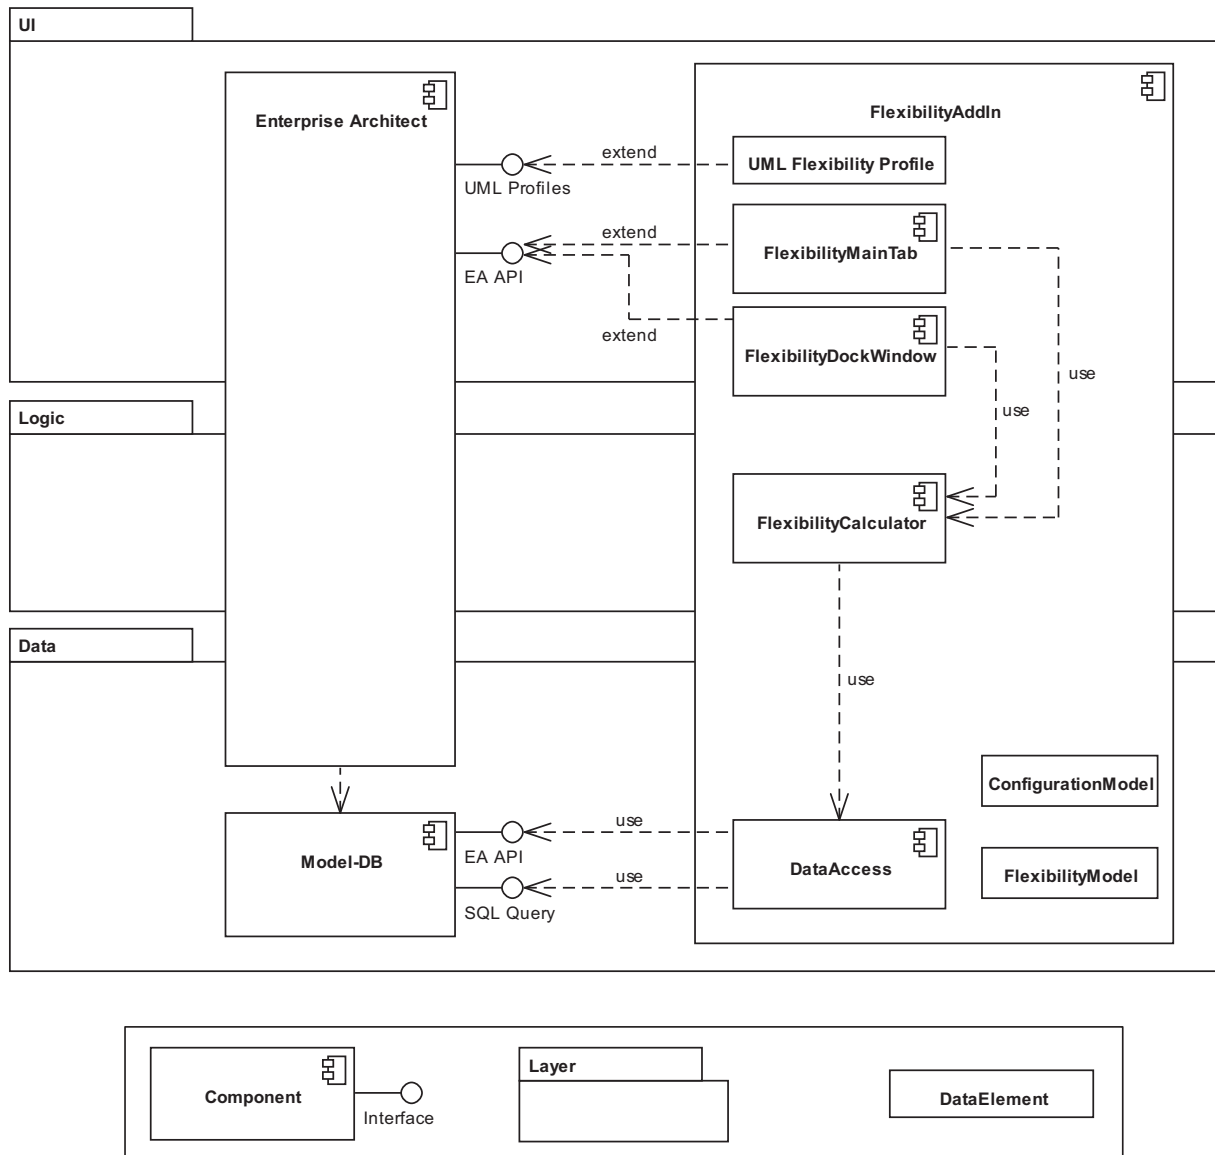 UI
Enterprise Architect
FlexibilityAddIn
extend
UML Flexibility Profile
UML Profiles
extend
FlexibilityMainTab
EA API
extend
FlexibilityDockWindow
use
use
Logic
FlexibilityCalculator
Data
use
ConfigurationModel
use
EA API
Model-DB
DataAccess
FlexibilityModel
use
SQL Query
Layer
Component
Interface
DataElement